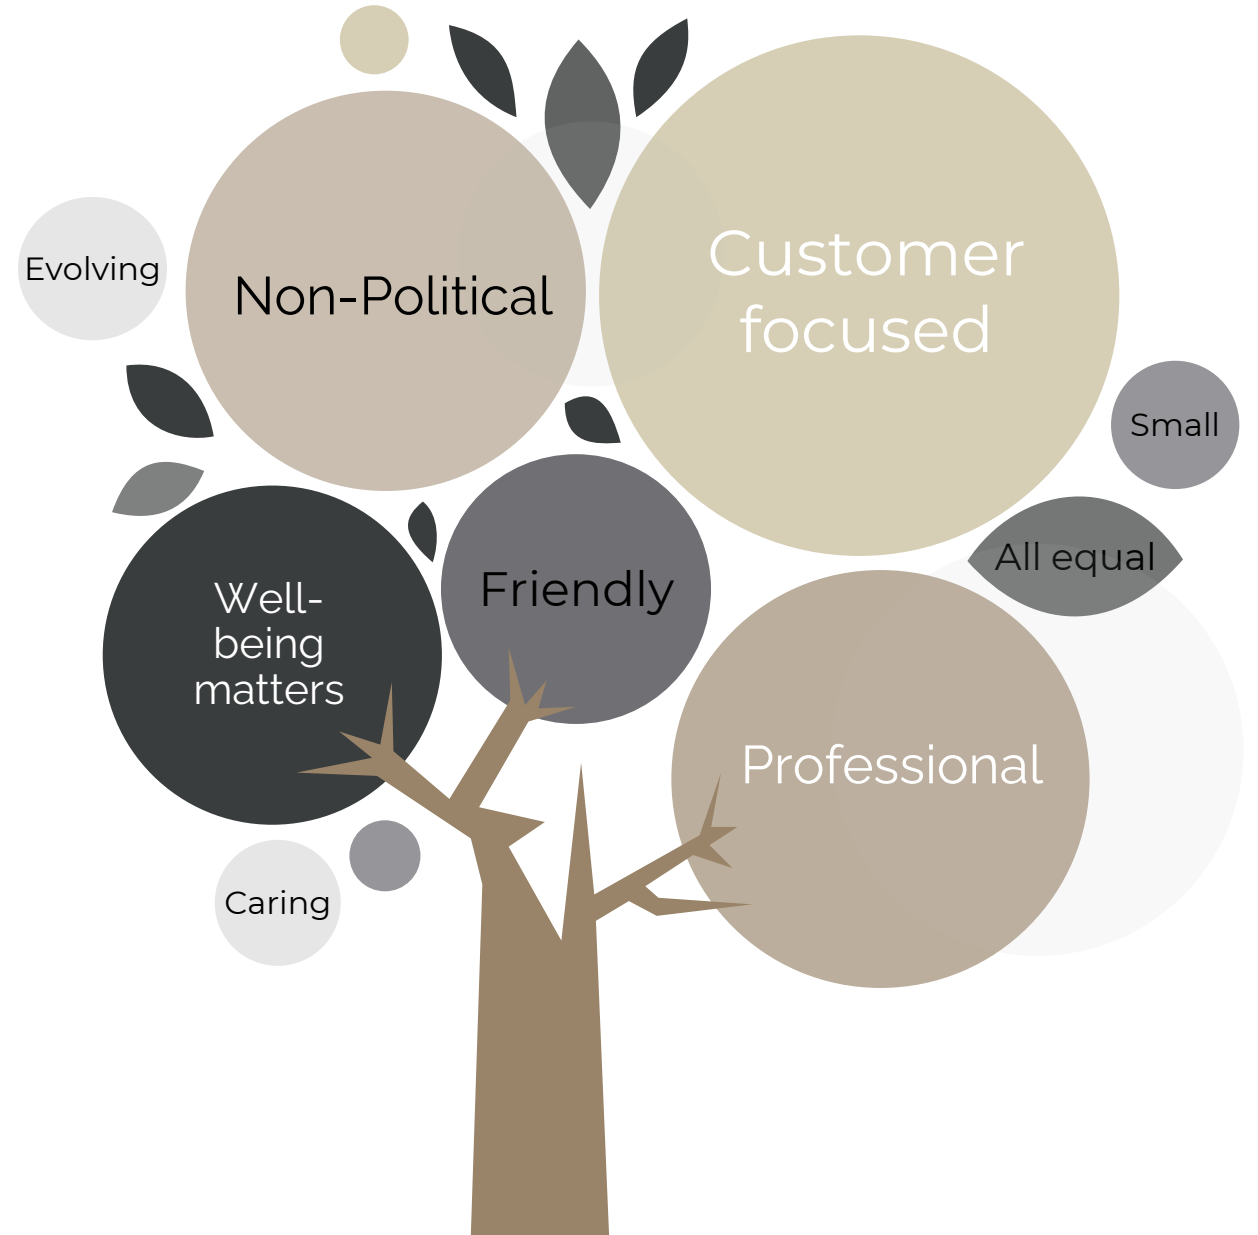 Evolving
Non-Political
Customer
focused
Small
All equal
Well-
being
matters
Friendly
Professional
Caring